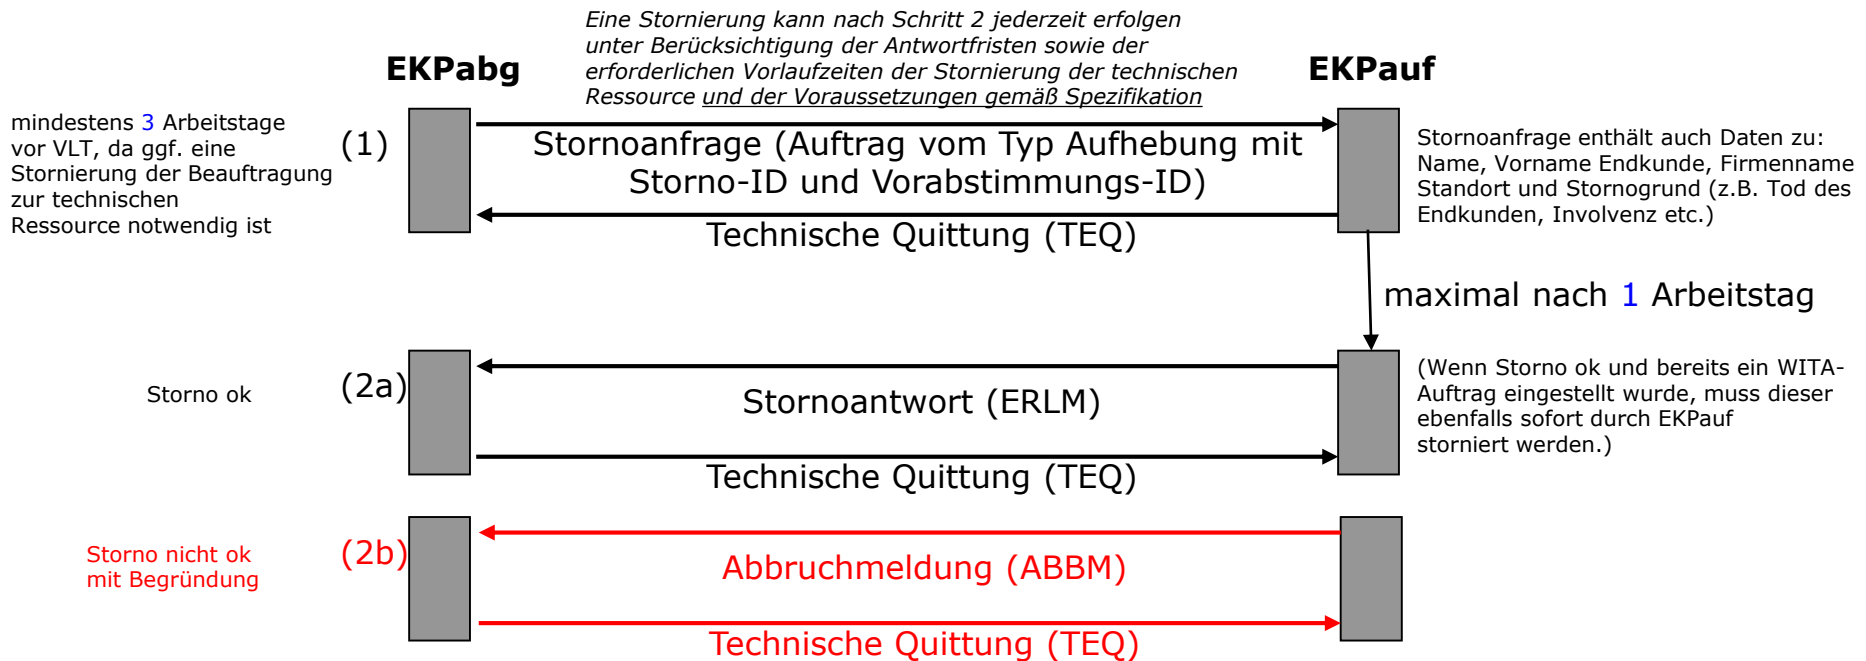 Eine Stornierung kann nach Schritt 2 jederzeit erfolgen
unter Berücksichtigung der Antwortfristen sowie der
erforderlichen Vorlaufzeiten der Stornierung der technischen
Ressource und der Voraussetzungen gemäß Spezifikation
EKPabg
EKPauf
mindestens 3 Arbeitstage
vor VLT, da ggf. eine
Stornierung der Beauftragung
zur technischen
Ressource notwendig ist
(1)
Stornoanfrage (Auftrag vom Typ Aufhebung mit
Storno-ID und Vorabstimmungs-ID)
Technische Quittung (TEQ)
Stornoanfrage enthält auch Daten zu:
Name, Vorname Endkunde, Firmenname
Standort und Stornogrund (z.B. Tod des
Endkunden, Involvenz etc.)
maximal nach 1 Arbeitstag
Storno ok
(2a)
Stornoantwort (ERLM)
Technische Quittung (TEQ)
(Wenn Storno ok und bereits ein WITA-
Auftrag eingestellt wurde, muss dieser
ebenfalls sofort durch EKPauf
storniert werden.)
Storno nicht ok
mit Begründung
(2b)
Abbruchmeldung (ABBM)
Technische Quittung (TEQ)